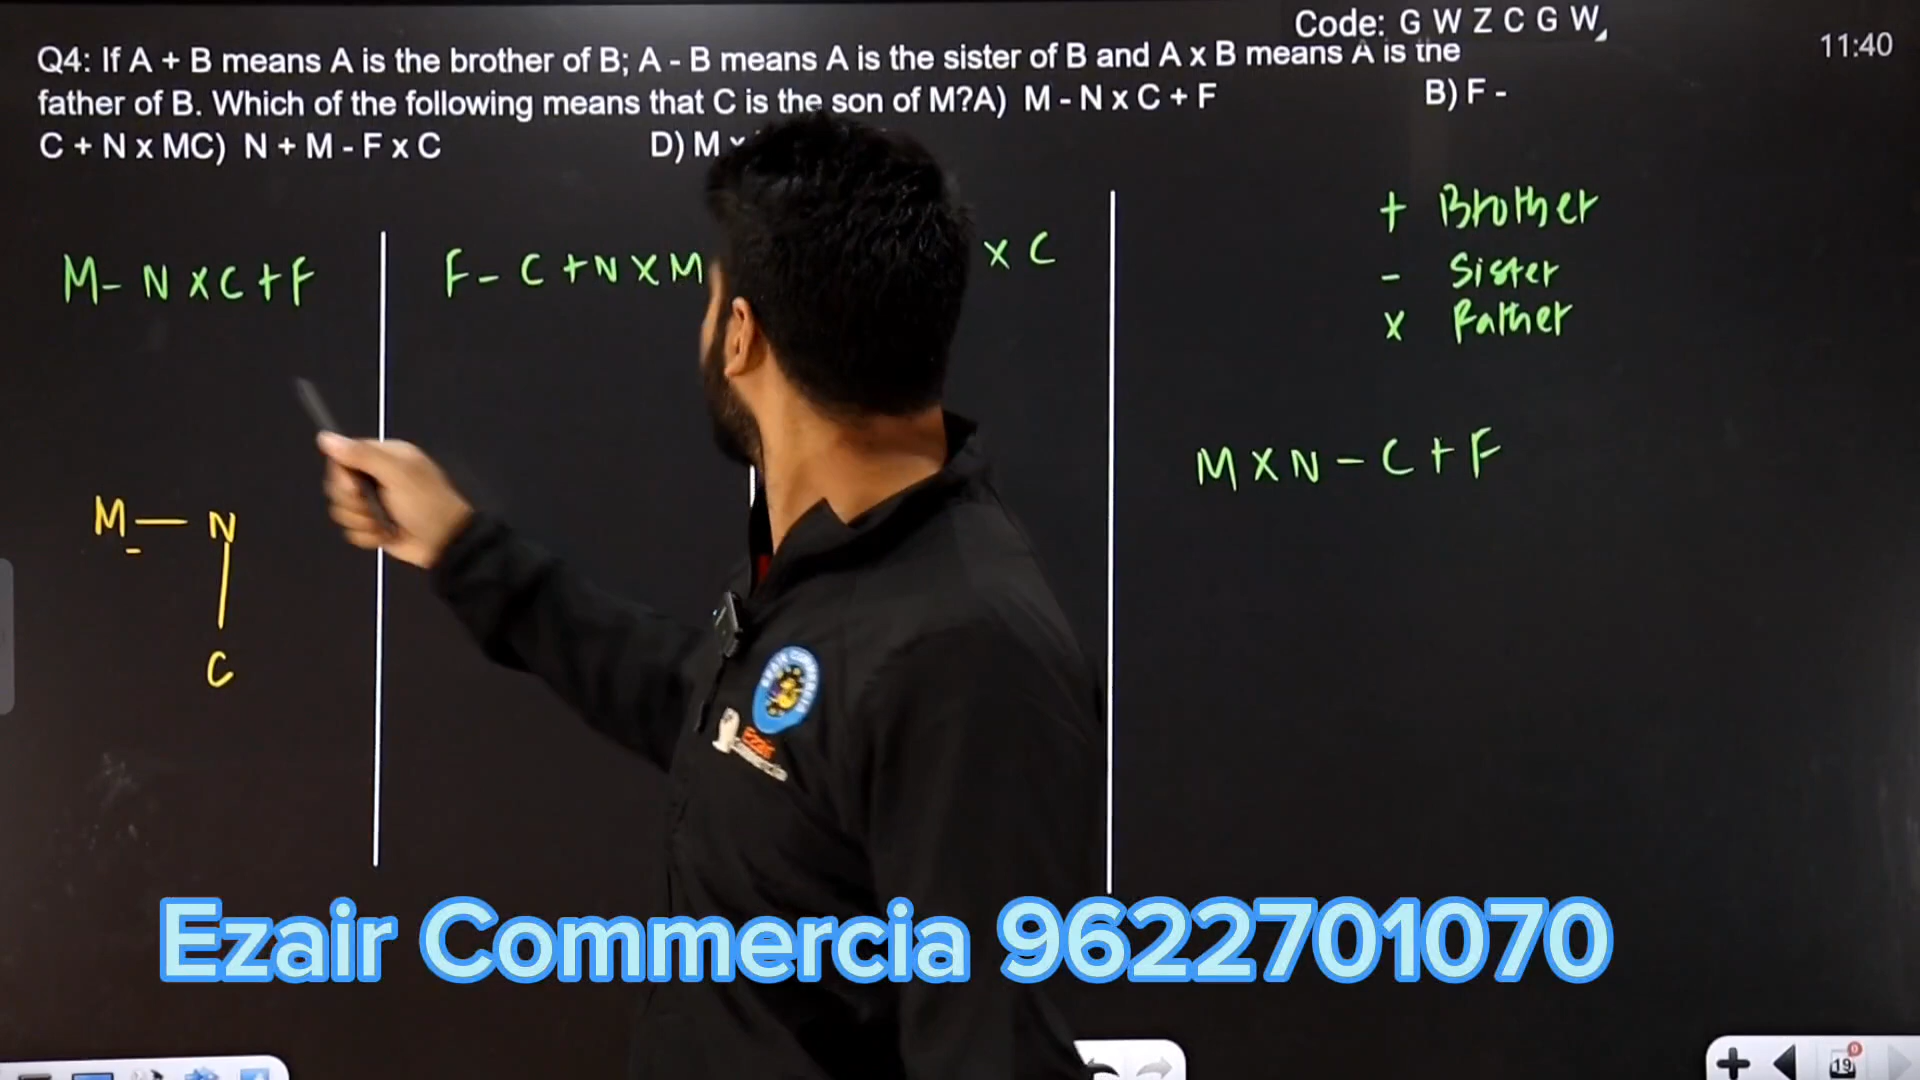 Code: G W Z C G W
11:40
Q4: If A + B means A is the brother of B; A - B means A is the sister of B and A x B means A is the
father of B. Which of the following means that C is the son of M?A) M - N x C + F B) F -
C + N x MC) N + M - F x C D) M
+ Brother
- Sister
x Father
M - N x C + F
F - C + N x M
x C
M x N - C + F
M — N
-
C
Ezair Commercia 9622701070
19